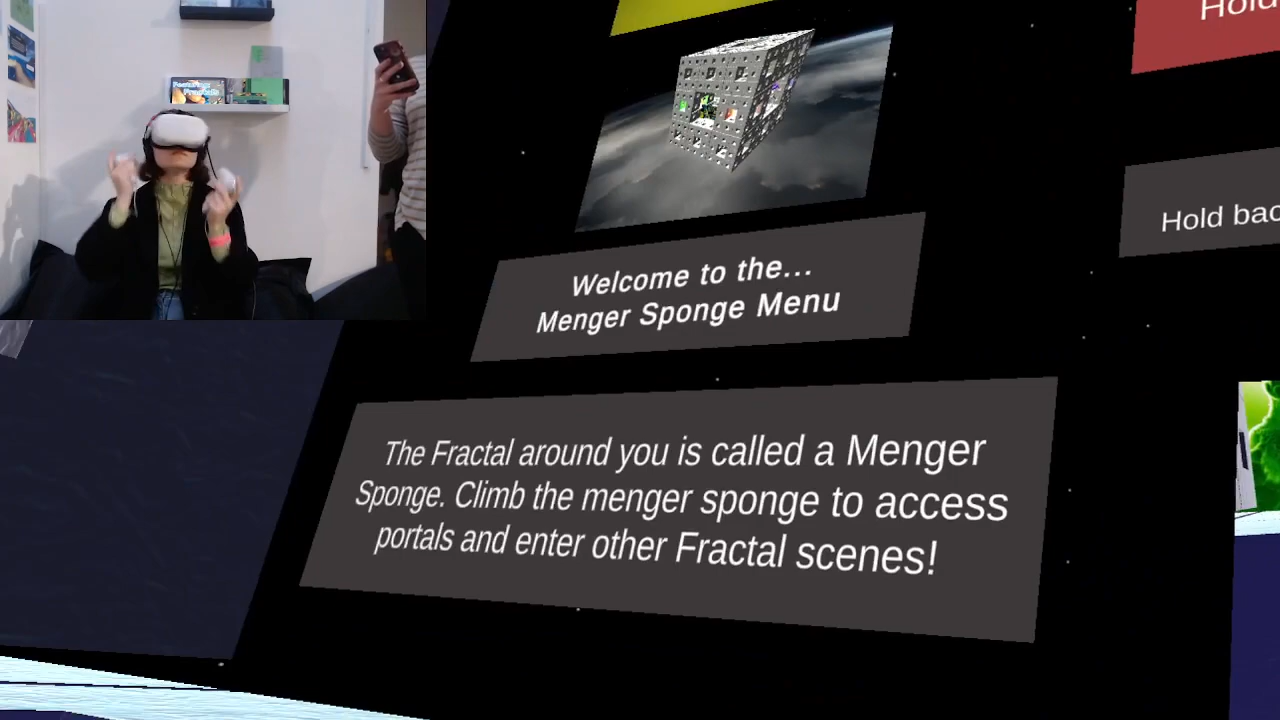 Hold
Hold bac
Welcome to the...
Menger Sponge Menu
The Fractal around you is called a Menger
Sponge. Climb the menger sponge to access
portals and enter other Fractal scenes!